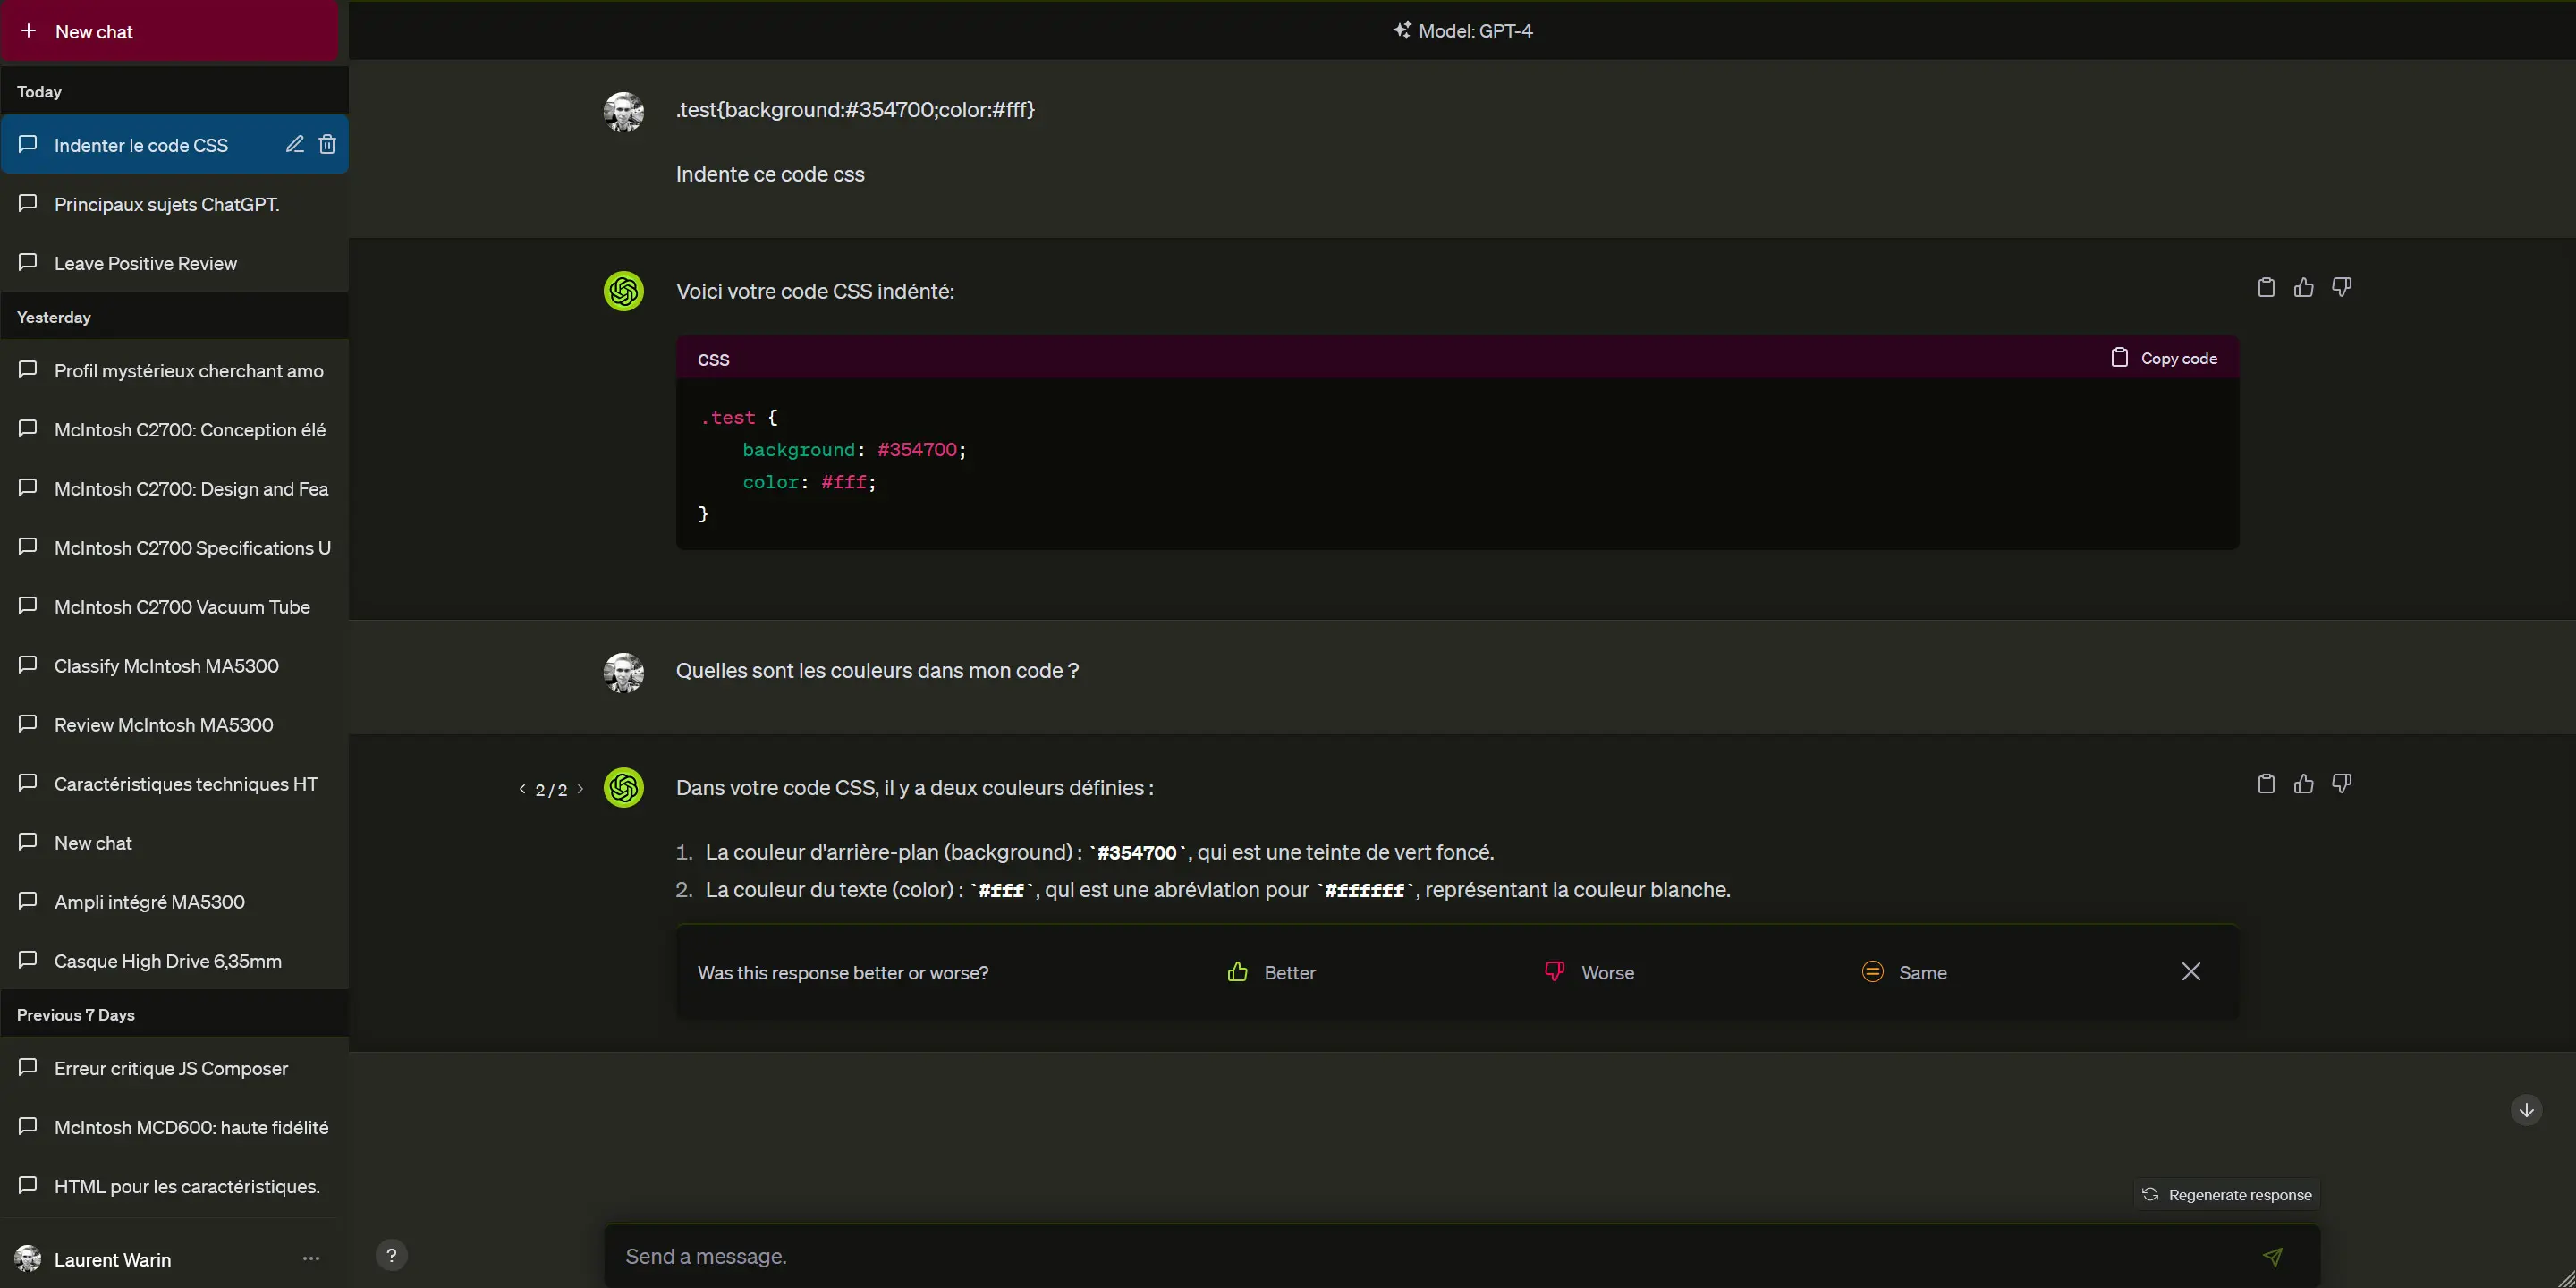 New chat
Today
Indenter le code CSS
Principaux sujets ChatGPT.
Leave Positive Review
Yesterday
Profil mystérieux cherchant amo
McIntosh C2700: Conception élé
McIntosh C2700: Design and Fea
McIntosh C2700 Specifications U
McIntosh C2700 Vacuum Tube
Classify McIntosh MA5300
Review McIntosh MA5300
Caractéristiques techniques HT
New chat
Ampli intégré MA5300
Casque High Drive 6,35mm
Previous 7 Days
Erreur critique JS Composer
McIntosh MCD600: haute fidélité
HTML pour les caractéristiques.
Laurent Warin
Model: GPT-4
.test{background:#354700;color:#fff}
Indente ce code css
Voici votre code CSS indénté:
css
Copy code
.test {
    background: #354700;
    color: #fff;
}
Quelles sont les couleurs dans mon code ?
2 / 2
Dans votre code CSS, il y a deux couleurs définies :
1. La couleur d'arrière-plan (background) : `#354700`, qui est une teinte de vert foncé.
2. La couleur du texte (color) : `#fff`, qui est une abréviation pour `#ffffff`, représentant la couleur blanche.
Was this response better or worse?
Better
Worse
Same
Regenerate response
?
Send a message.